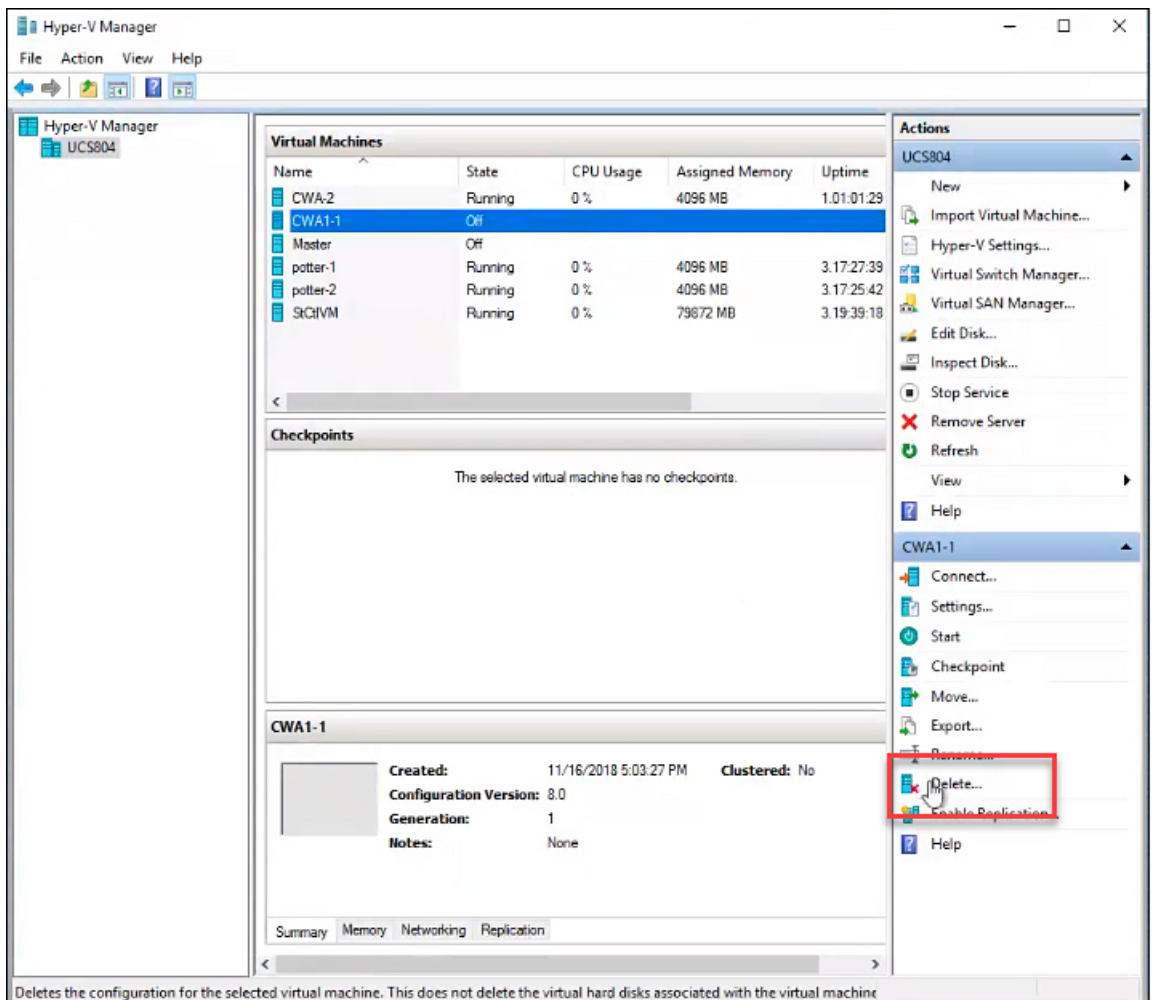 Hyper-V Manager
File Action View Help
Hyper-V Manager
UCS804
Virtual Machines
Name State CPU Usage Assigned Memory Uptime
CWA-2 Running 0 % 4096 MB 1.01:01:29
CWA1-1 Off
Master Off
potter-1 Running 0 % 4096 MB 3.17:27:39
potter-2 Running 0 % 4096 MB 3.17:25:42
StCtlVM Running 0 % 79872 MB 3.19:39:18
Checkpoints
The selected virtual machine has no checkpoints.
CWA1-1
Created: 11/16/2018 5:03:27 PM Clustered: No
Configuration Version: 8.0
Generation: 1
Notes: None
Summary Memory Networking Replication
Actions
UCS804
New
Import Virtual Machine...
Hyper-V Settings...
Virtual Switch Manager...
Virtual SAN Manager...
Edit Disk...
Inspect Disk...
Stop Service
Remove Server
Refresh
View
Help
CWA1-1
Connect...
Settings...
Start
Checkpoint
Move...
Export...
Rename...
Delete...
Enable Replication
Help
Deletes the configuration for the selected virtual machine. This does not delete the virtual hard disks associated with the virtual machine